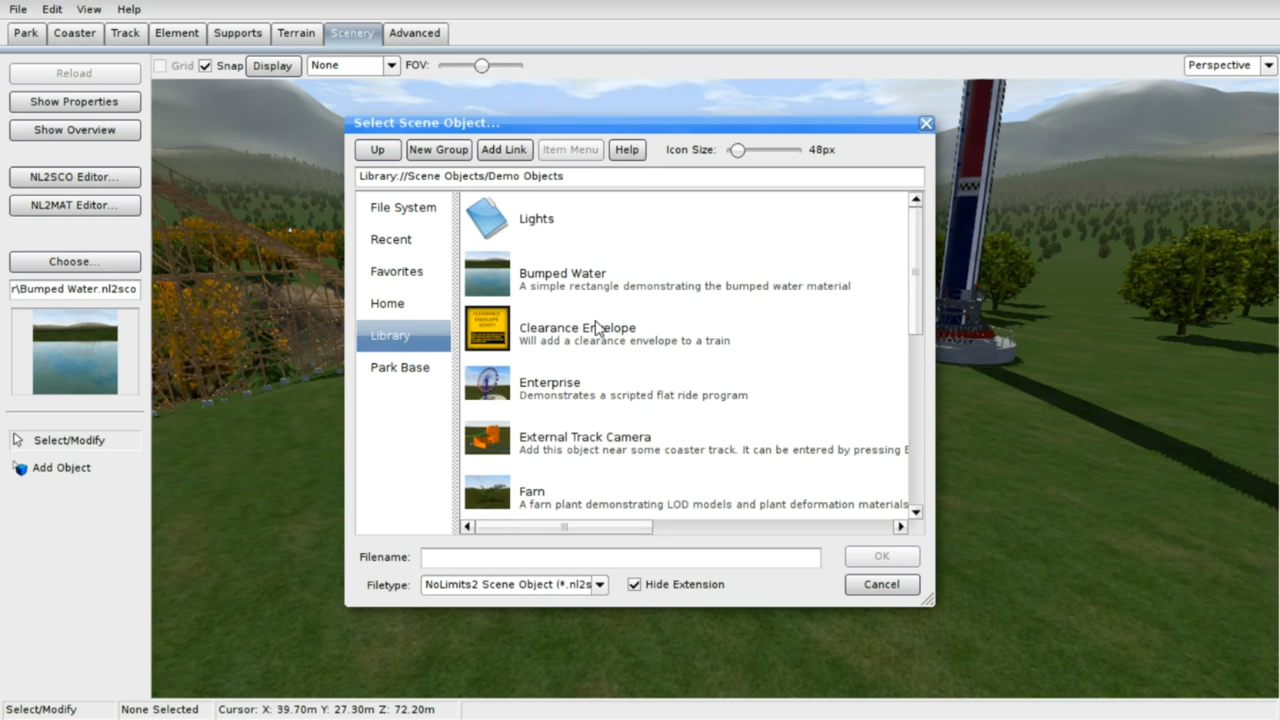 File Edit View Help
Park Coaster Track Element Supports Terrain Scenery Advanced
Reload
Grid Snap Display None FOV: Perspective
Show Properties
Show Overview
NL2SCO Editor...
NL2MAT Editor...
Choose...
r\Bumped Water.nl2sco
Select/Modify
Add Object
Select Scene Object...
Up New Group Add Link Item Menu Help Icon Size: 48px
Library://Scene Objects/Demo Objects
File System
Recent
Favorites
Home
Library
Park Base
Lights
Bumped Water
A simple rectangle demonstrating the bumped water material
CLEARANCE
ENVELOPE
SCRIPT
Clearance Envelope
Will add a clearance envelope to a train
Enterprise
Demonstrates a scripted flat ride program
External Track Camera
Add this object near some coaster track. It can be entered by pressing E
Farn
A farn plant demonstrating LOD models and plant deformation materials
Filename: OK
Filetype: NoLimits2 Scene Object (*.nl2s Hide Extension Cancel
Select/Modify None Selected Cursor: X: 39.70m Y: 27.30m Z: 72.20m